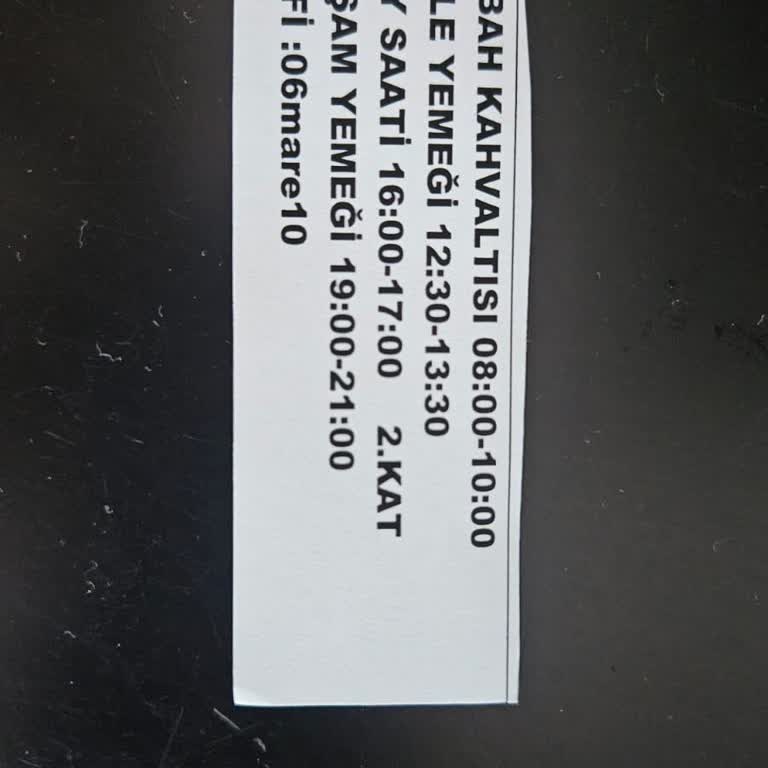 BAH KAHVALTISI 08:00-10:00
LE YEMEĞİ 12:30-13:30
Y SAATİ 16:00-17:00 2.KAT
ŞAM YEMEĞİ 19:00-21:00
Fİ :06mare10